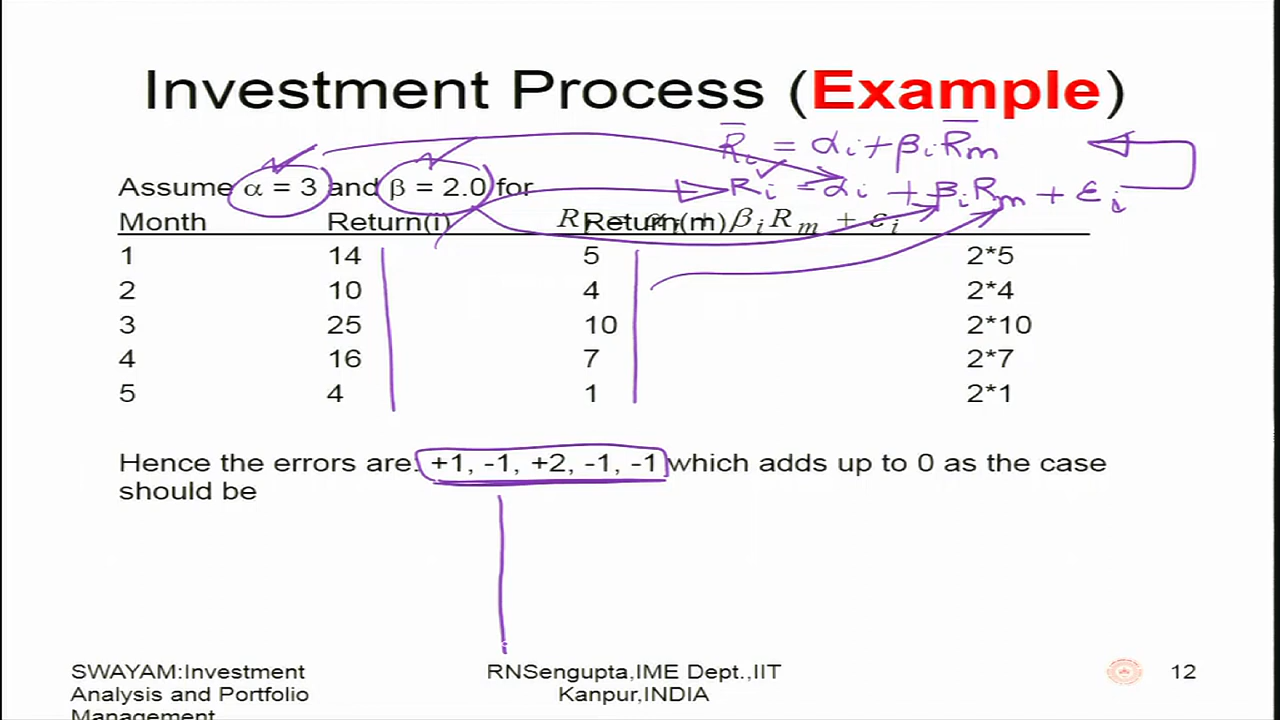 Investment Process (Example)
R̅i = αi + βi R̅m
Assume α = 3 and β = 2.0 for
Ri = αi + βi Rm + εi
Month Return(i) Return(m) βiRm + εi
1 14 5 2*5
2 10 4 2*4
3 25 10 2*10
4 16 7 2*7
5 4 1 2*1
Hence the errors are: +1, -1, +2, -1, -1 which adds up to 0 as the case
should be
SWAYAM:Investment
Analysis and Portfolio
Management
RNSengupta,IME Dept.,IIT
Kanpur,INDIA
12